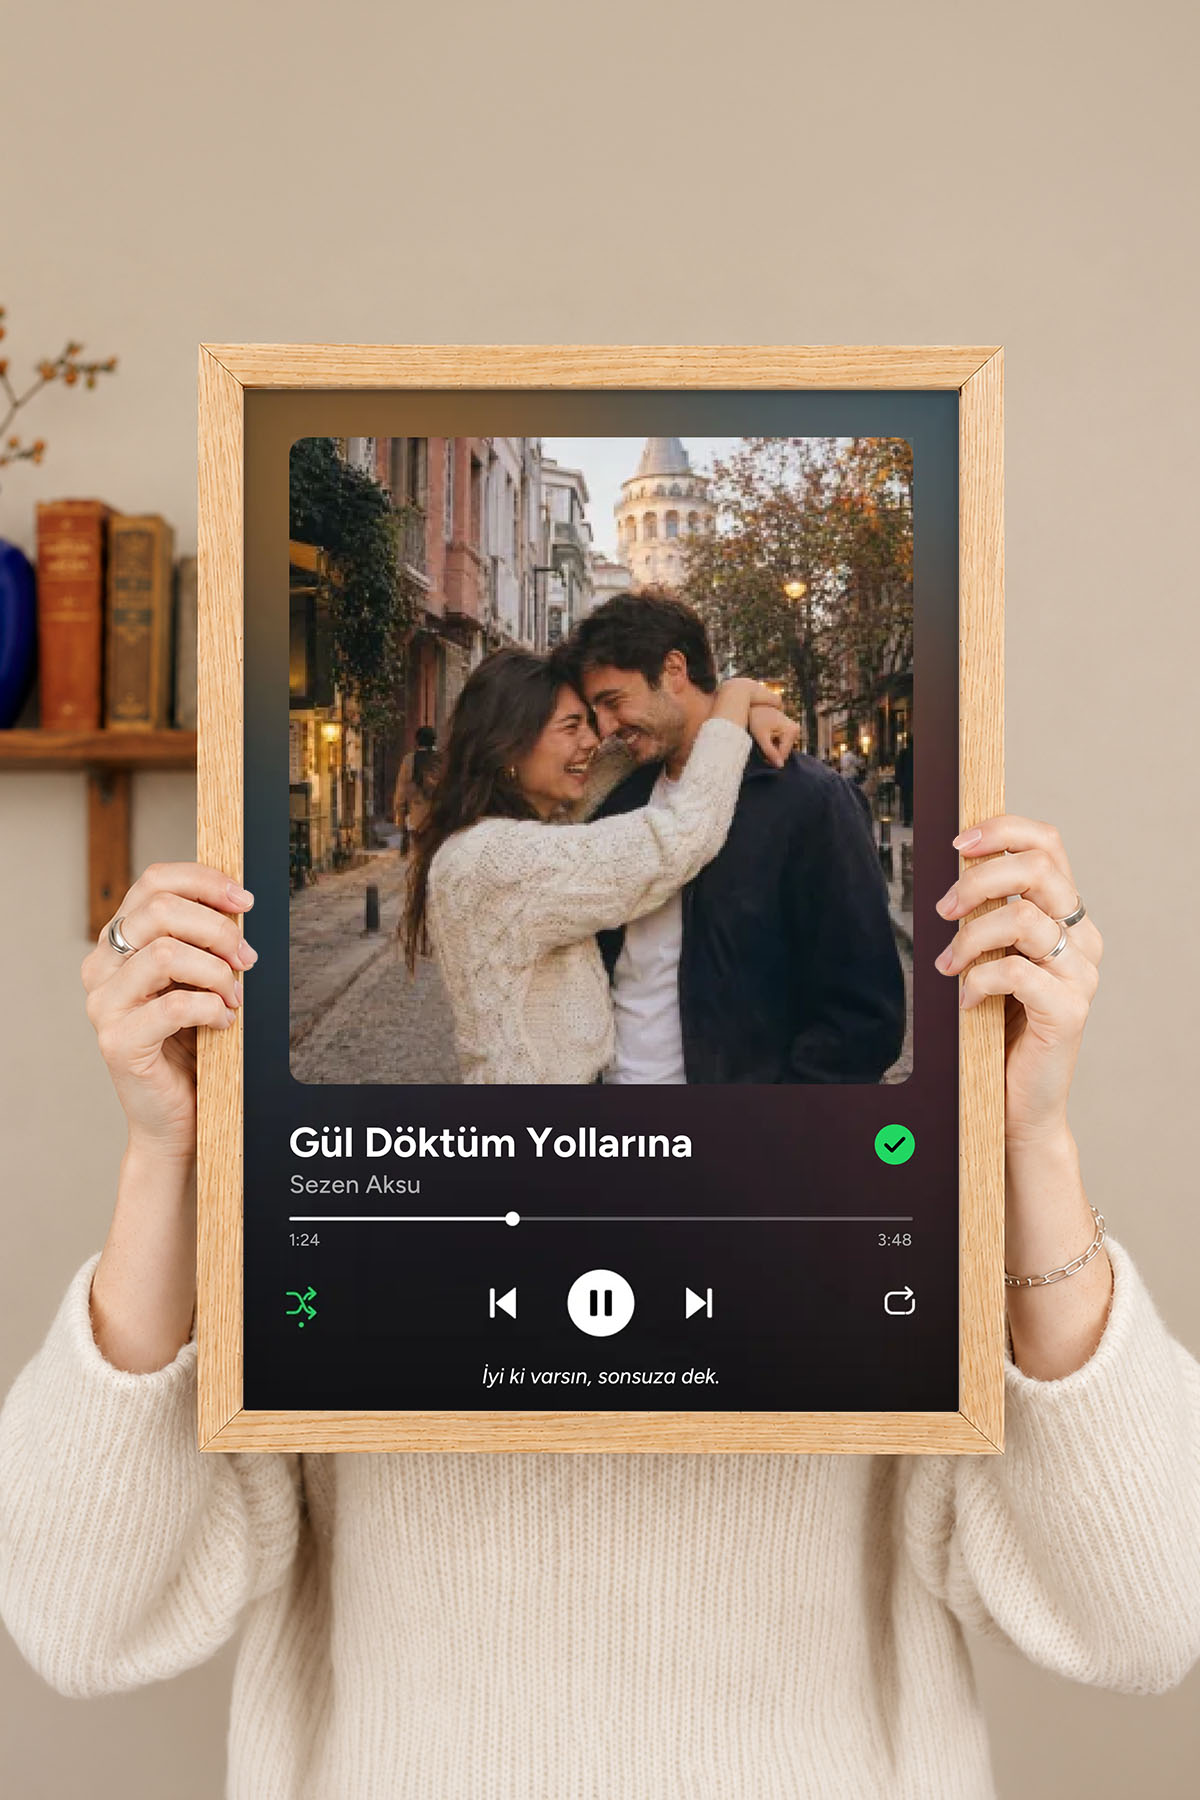 Gül Döktüm Yollarına
Sezen Aksu
1:24
3:48
İyi ki varsın, sonsuza dek.